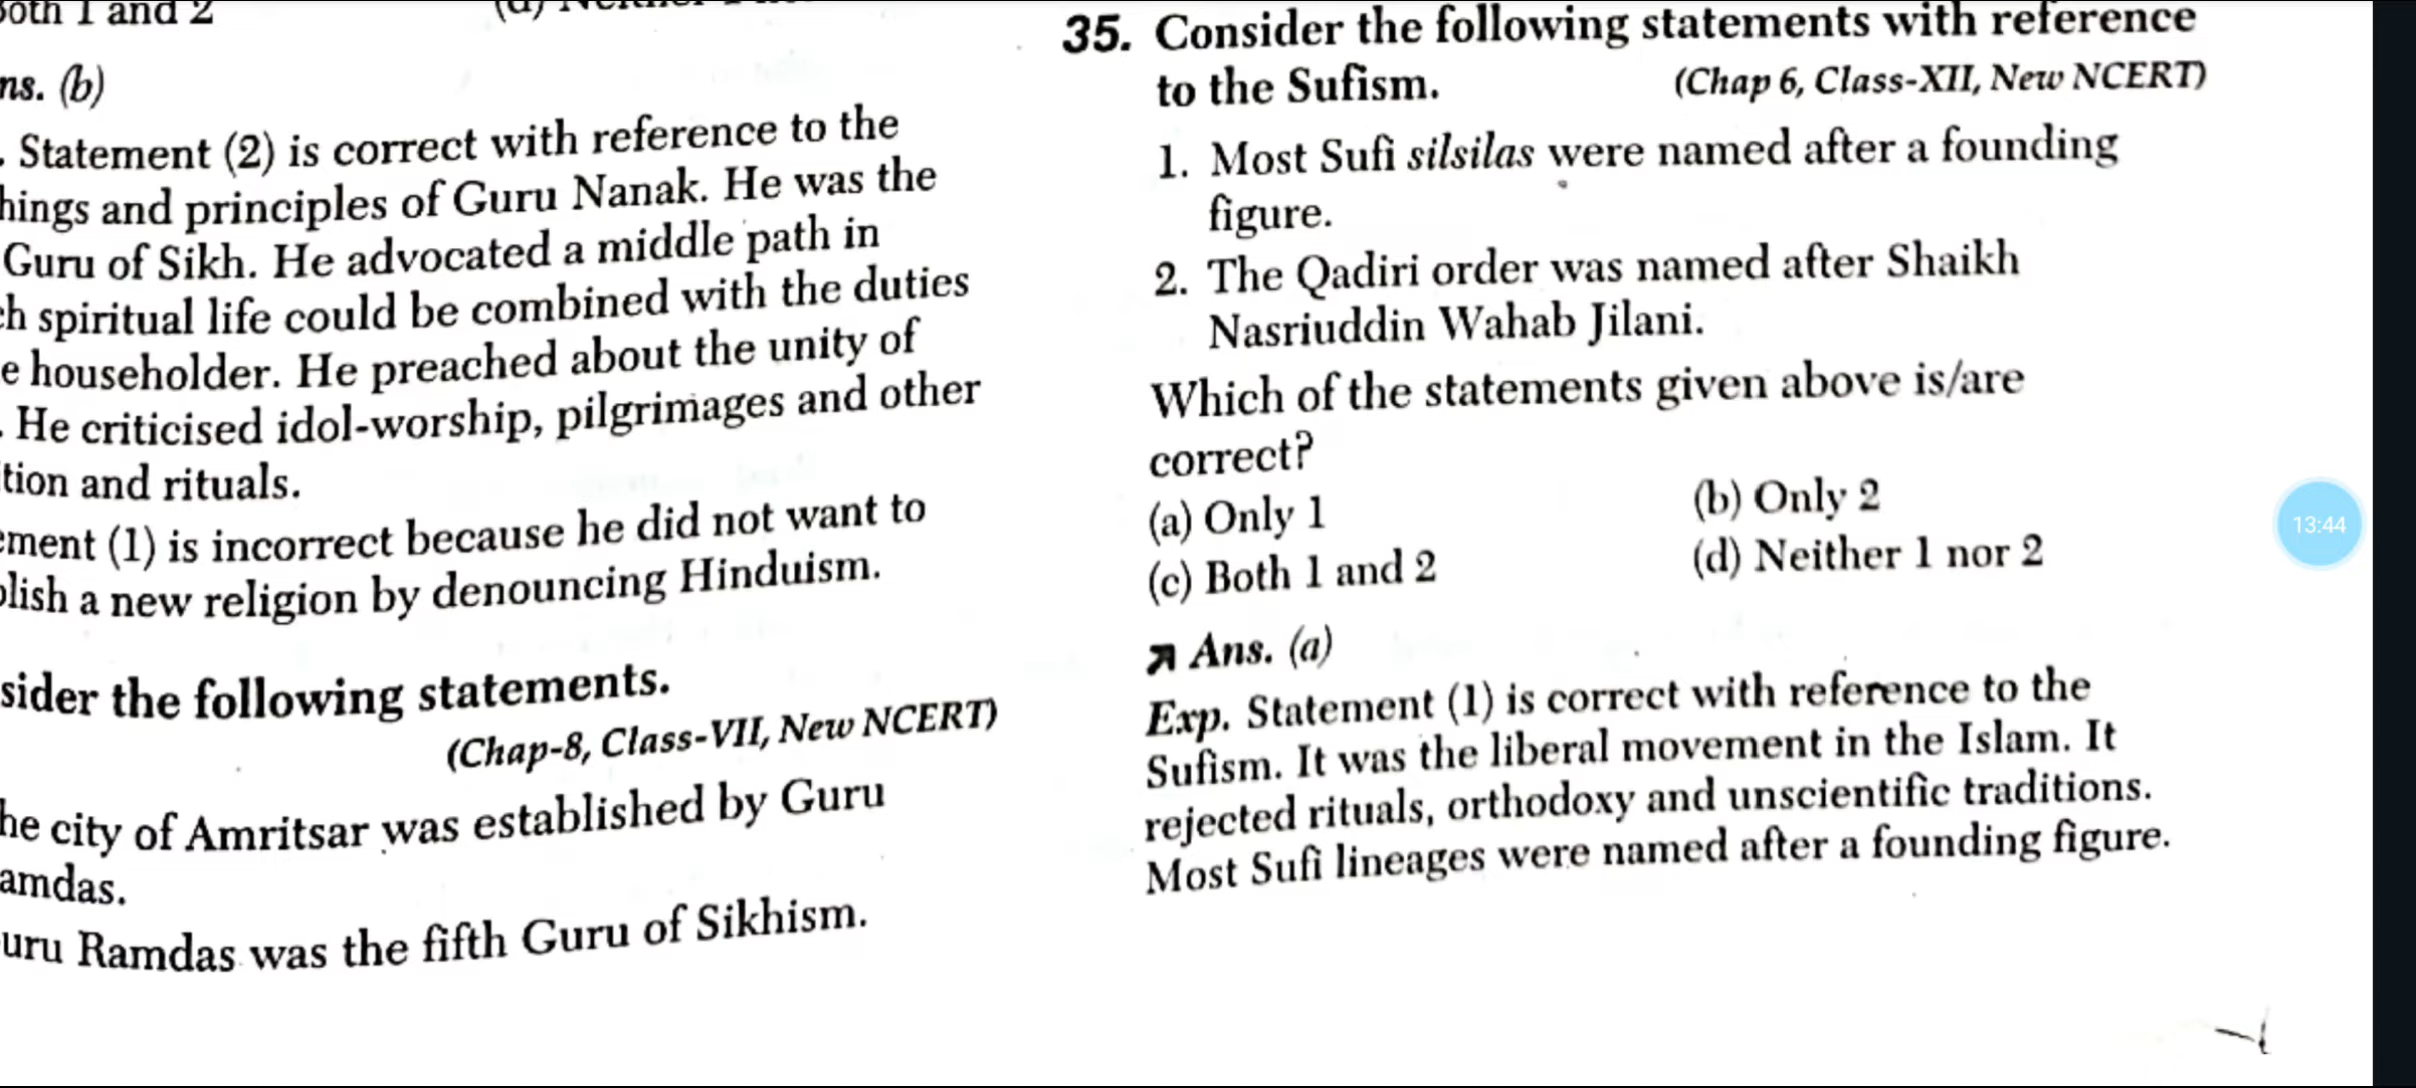 oth 1 and 2
ns. (b)
. Statement (2) is correct with reference to the
hings and principles of Guru Nanak. He was the
Guru of Sikh. He advocated a middle path in
ch spiritual life could be combined with the duties
e householder. He preached about the unity of
. He criticised idol-worship, pilgrimages and other
tion and rituals.
ement (1) is incorrect because he did not want to
olish a new religion by denouncing Hinduism.
sider the following statements.
(Chap-8, Class-VII, New NCERT)
he city of Amritsar was established by Guru
amdas.
uru Ramdas was the fifth Guru of Sikhism.
35. Consider the following statements with reference
to the Sufism. (Chap 6, Class-XII, New NCERT)
1. Most Sufi silsilas were named after a founding
figure.
2. The Qadiri order was named after Shaikh
Nasriuddin Wahab Jilani.
Which of the statements given above is/are
correct?
(a) Only 1 (b) Only 2
(c) Both 1 and 2 (d) Neither 1 nor 2
Ans. (a)
Exp. Statement (1) is correct with reference to the
Sufism. It was the liberal movement in the Islam. It
rejected rituals, orthodoxy and unscientific traditions.
Most Sufi lineages were named after a founding figure.
13:44